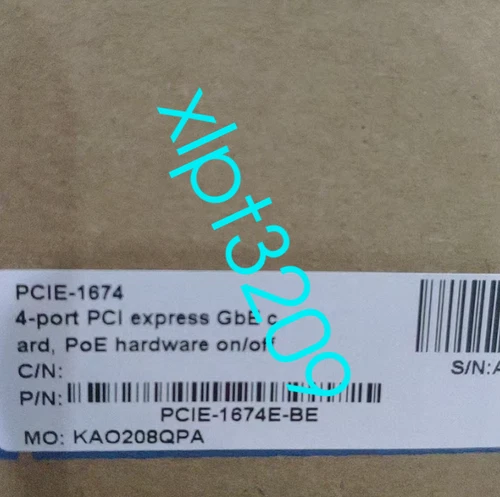 xlpt3209
PCIE-1674
4-port PCI express GbE c
ard, PoE hardware on/off
C/N:
P/N:
PCIE-1674E-BE
MO: KAO208QPA
S/N:A